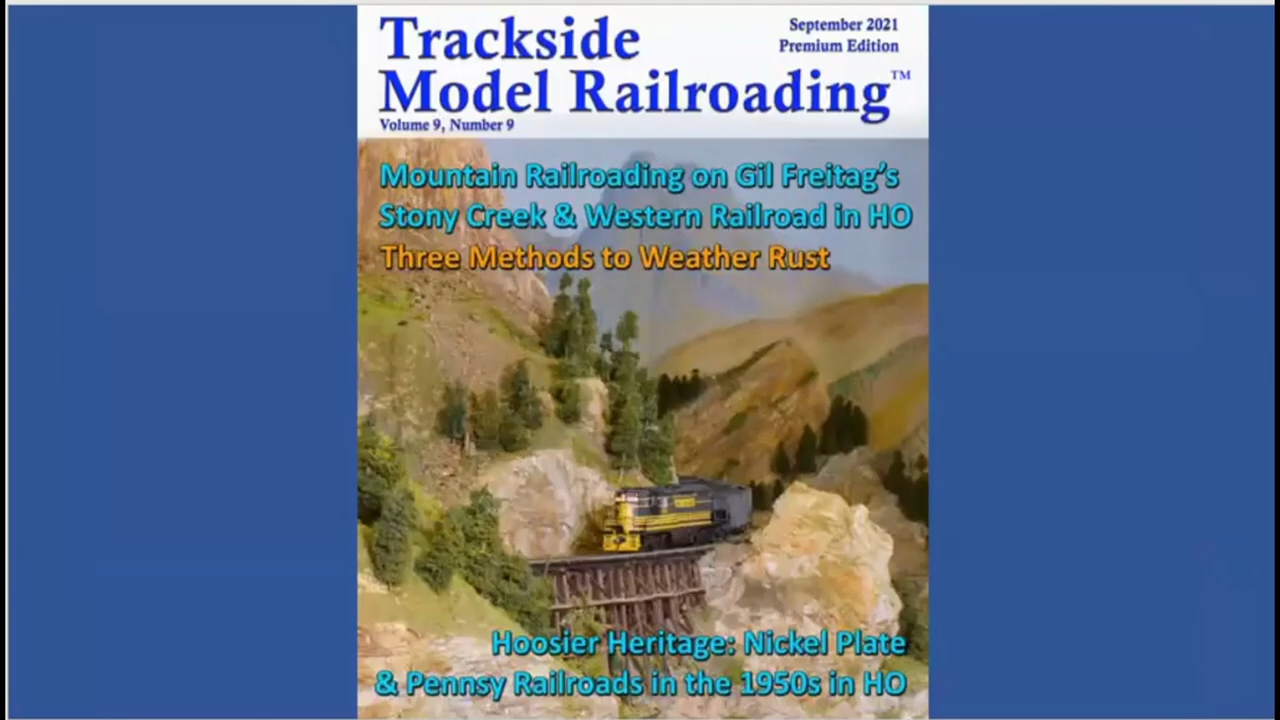 Trackside
September 2021
Premium Edition
Model Railroading™
Volume 9, Number 9
Mountain Railroading on Gil Freitag's
Stony Creek & Western Railroad in HO
Three Methods to Weather Rust
Hoosier Heritage: Nickel Plate
& Pennsy Railroads in the 1950s in HO